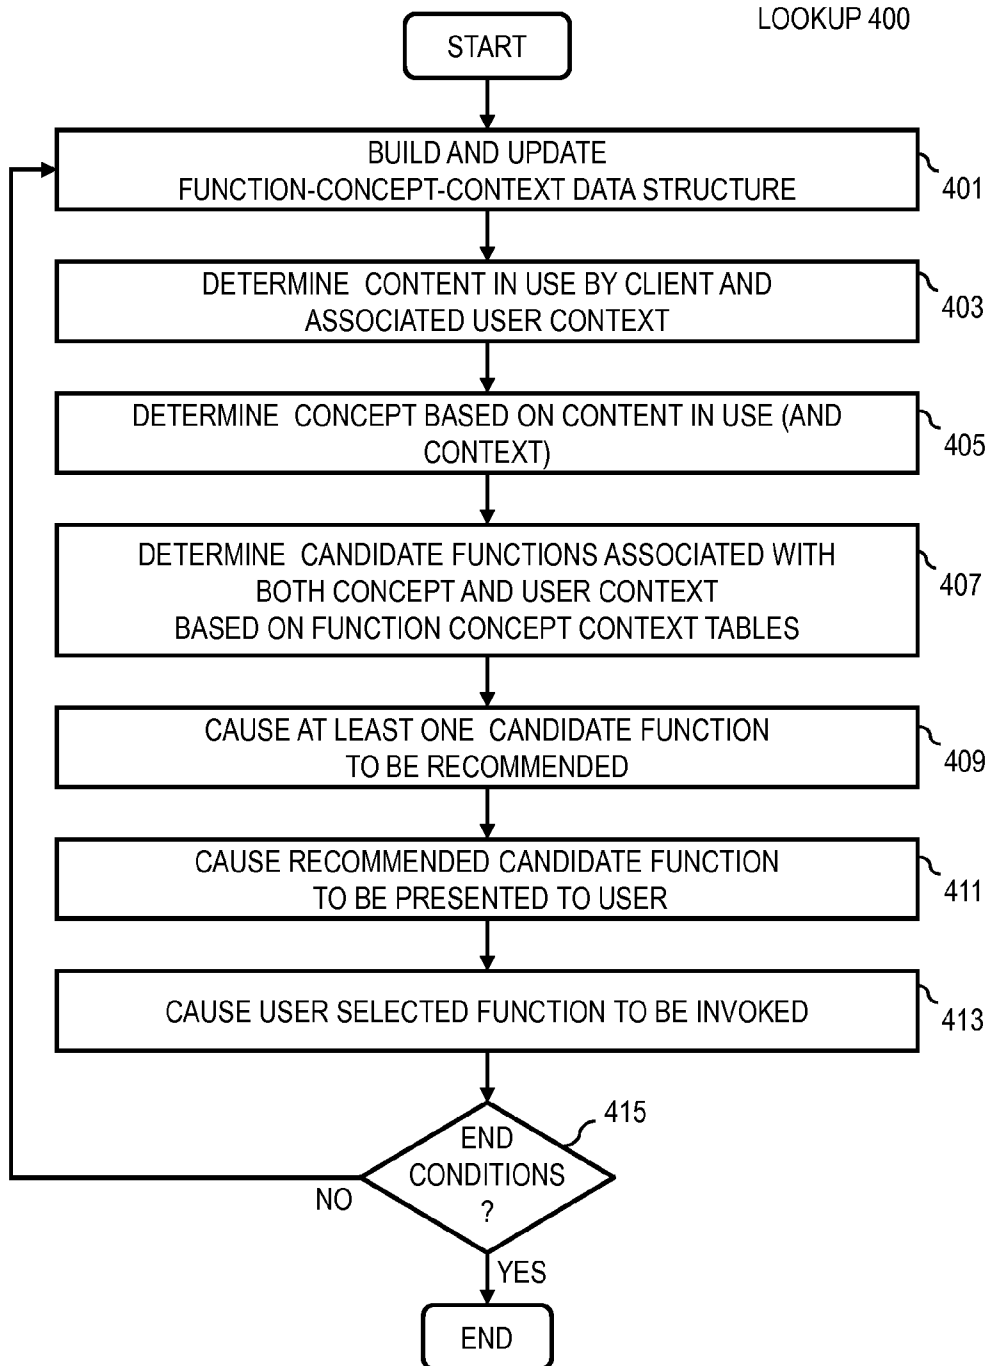 LOOKUP 400
START
BUILD AND UPDATE
FUNCTION-CONCEPT-CONTEXT DATA STRUCTURE
401
DETERMINE CONTENT IN USE BY CLIENT AND
ASSOCIATED USER CONTEXT
403
DETERMINE CONCEPT BASED ON CONTENT IN USE (AND
CONTEXT)
405
DETERMINE CANDIDATE FUNCTIONS ASSOCIATED WITH
BOTH CONCEPT AND USER CONTEXT
BASED ON FUNCTION CONCEPT CONTEXT TABLES
407
CAUSE AT LEAST ONE CANDIDATE FUNCTION
TO BE RECOMMENDED
409
CAUSE RECOMMENDED CANDIDATE FUNCTION
TO BE PRESENTED TO USER
411
CAUSE USER SELECTED FUNCTION TO BE INVOKED
413
415
END
CONDITIONS
?
NO
YES
END